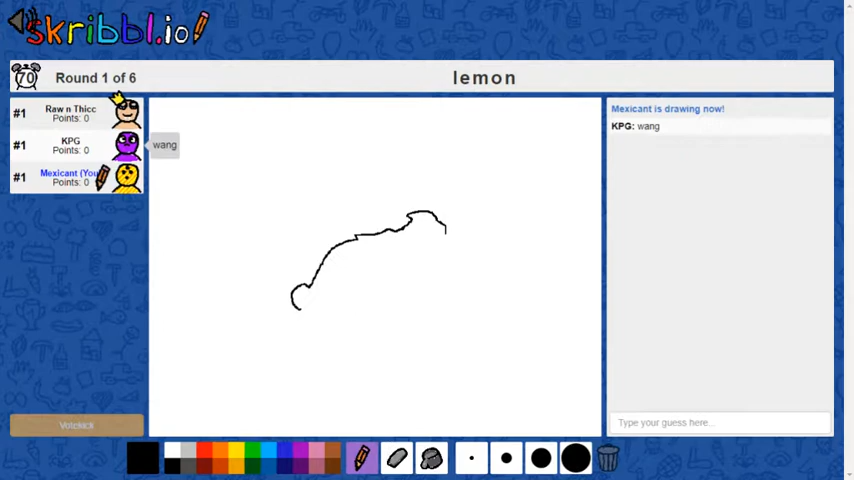 skribbl.io
70
Round 1 of 6
lemon
#1
Raw n Thicc
Points: 0
#1
KPG
Points: 0
wang
#1
Mexicant (You
Points: 0
Votekick
Mexicant is drawing now!
KPG: wang
Type your guess here...